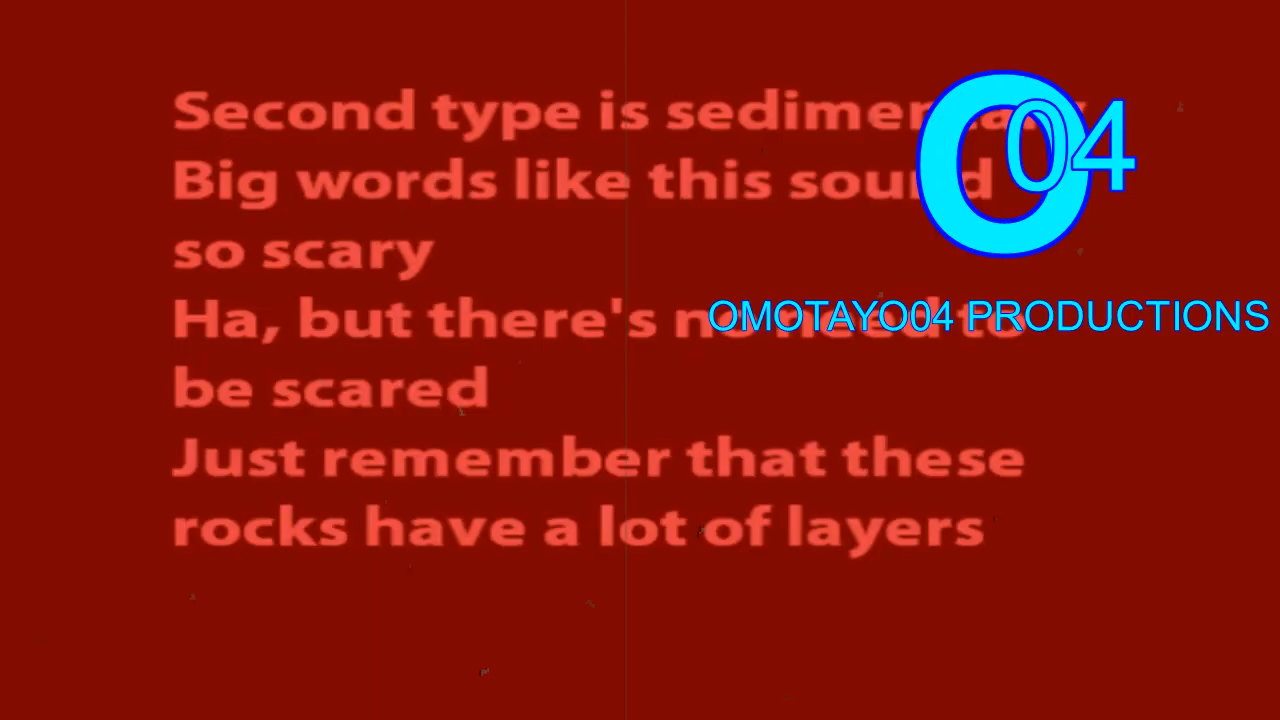 Second type is sedimentary
Big words like this sound
so scary
Ha, but there's no need to
be scared
Just remember that these
rocks have a lot of layers
O04
OMOTAYO04 PRODUCTIONS